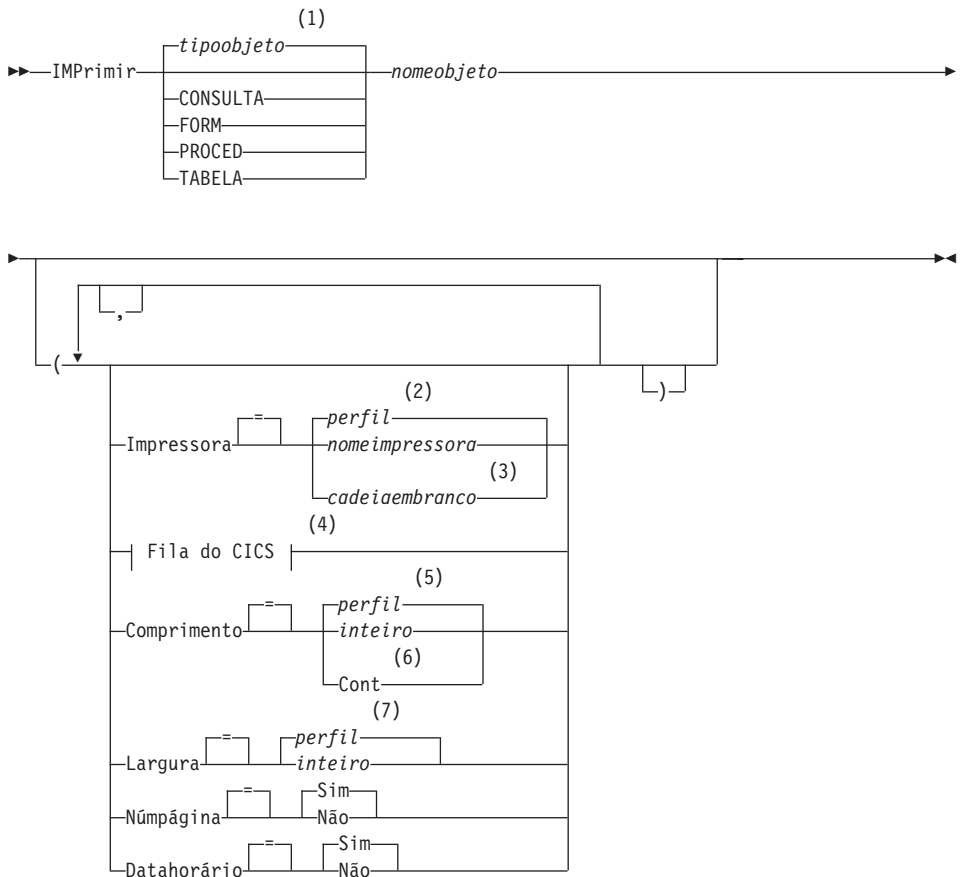 (1)
tipoobjeto
IMPrimir
nomeobjeto
CONSULTA
FORM
PROCED
TABELA
,
(
)
(2)
perfil
Impressora =
nomeimpressora
(3)
cadeiaembranco
(4)
Fila do CICS
(5)
perfil
Comprimento =
inteiro
(6)
Cont
(7)
perfil
Largura =
inteiro
Sim
Númpágina =
Não
Sim
Datahorário =
Não